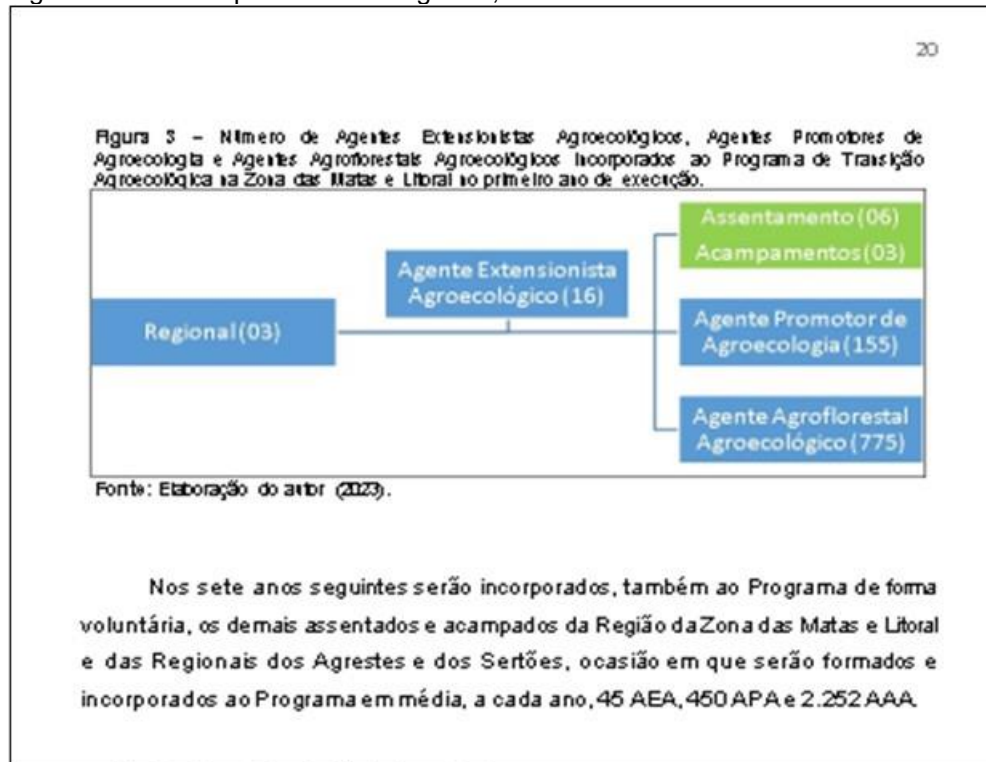 20
Figura 3 – Número de Agentes Extensionistas Agroecológicos, Agentes Promotores de
Agroecologia e Agentes Agroflorestais Agroecológicos Incorporados ao Programa de Transição
Agroecológica na Zona das Matas e Litoral no primeiro ano de execução.
Regional (03)
Agente Extensionista
Agroecológico (16)
Assentamento (06)
Acampamentos (03)
Agente Promotor de
Agroecologia (155)
Agente Agroflorestal
Agroecológico (775)
Fonte: Elaboração do autor (2023).
Nos sete anos seguintes serão incorporados, também ao Programa de forma
voluntária, os demais assentados e acampados da Região da Zona das Matas e Litoral
e das Regionais dos Agrestes e dos Sertões, ocasião em que serão formados e
incorporados ao Programa em média, a cada ano, 45 AEA, 450 APA e 2.252 AAA.